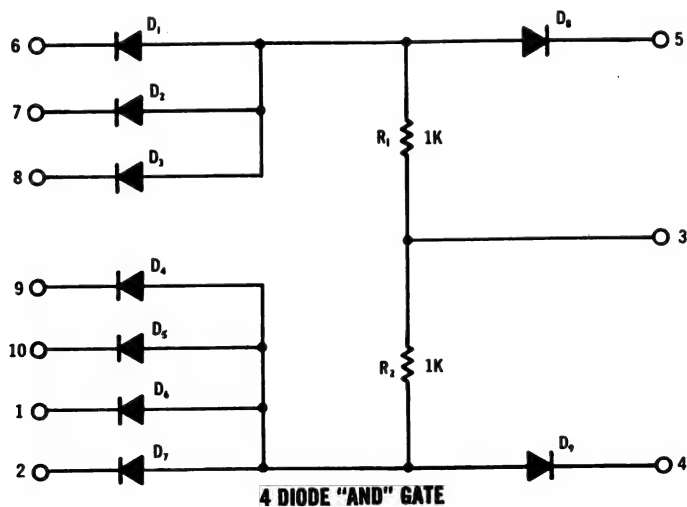 6 D₁ D₈ 5
7 D₂
R₁ 1K
8 D₃
3
9 D₄
10 D₅
R₂ 1K
1 D₆
2 D₇ D₉ 4
4 DIODE "AND" GATE